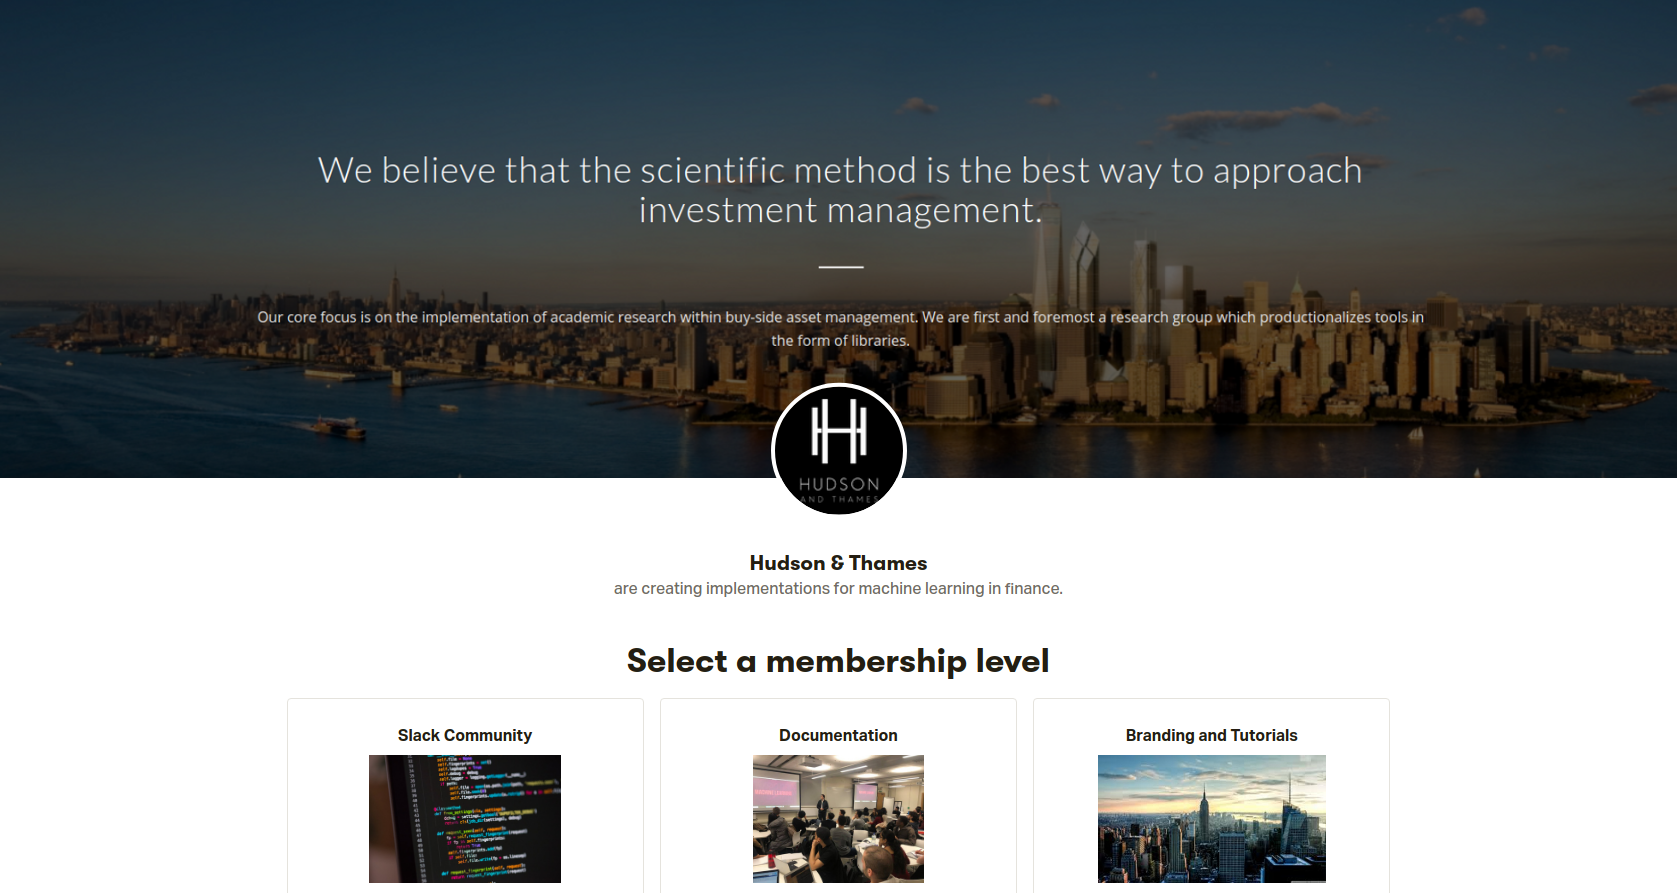 We believe that the scientific method is the best way to approach
investment management.
Our core focus is on the implementation of academic research within buy-side asset management. We are first and foremost a research group which productionalizes tools in
the form of libraries.
HUDSON
AND THAMES
Hudson & Thames
are creating implementations for machine learning in finance.
Select a membership level
Slack Community
Documentation
Branding and Tutorials